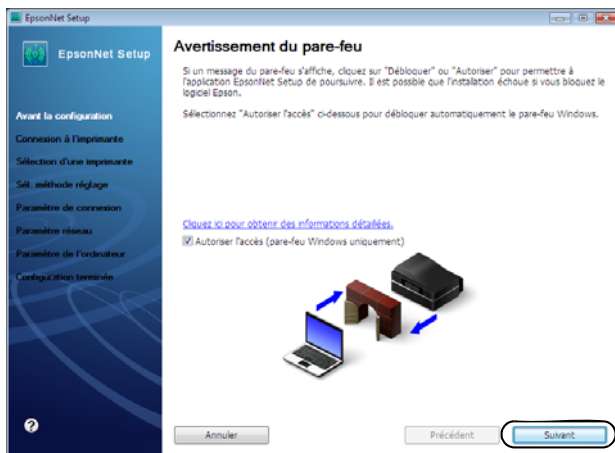 EpsonNet Setup
EpsonNet Setup
Avant la configuration
Connexion à l'imprimante
Sélection d'une imprimante
Sél. méthode réglage
Paramètre de connexion
Paramètre réseau
Paramètre de l'ordinateur
Configuration terminée
Avertissement du pare-feu
Si un message du pare-feu s'affiche, cliquez sur "Débloquer" ou "Autoriser" pour permettre à
l'application EpsonNet Setup de poursuivre. Il est possible que l'installation échoue si vous bloquez le
logiciel Epson.
Sélectionnez "Autoriser l'accès" ci-dessous pour débloquer automatiquement le pare-feu Windows.
Cliquez ici pour obtenir des informations détaillées.
Autoriser l'accès (pare-feu Windows uniquement)
?
Annuler
Précédent
Suivant